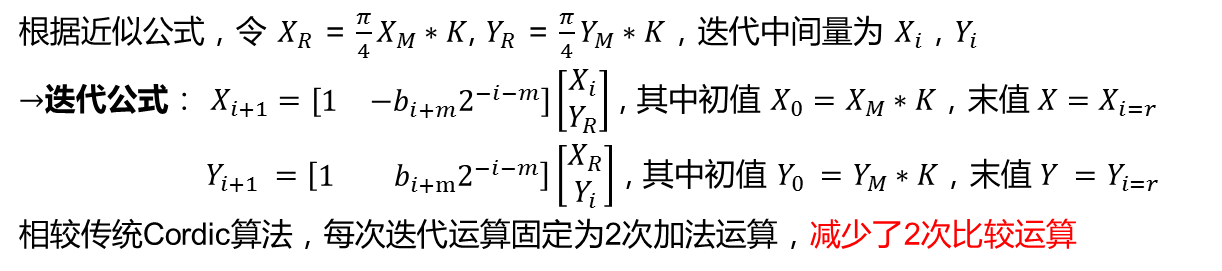 根据近似公式，令 X_R = π/4 X_M * K, Y_R = π/4 Y_M * K，迭代中间量为 X_i，Y_i
→迭代公式： X_{i+1} = [1 −b_{i+m}2^{−i−m}] [X_i Y_R]，其中初值 X_0 = X_M * K，末值 X = X_{i=r}
Y_{i+1} = [1 b_{i+m}2^{−i−m}] [X_R Y_i]，其中初值 Y_0 = Y_M * K，末值 Y = Y_{i=r}
相较传统Cordic算法，每次迭代运算固定为2次加法运算，减少了2次比较运算